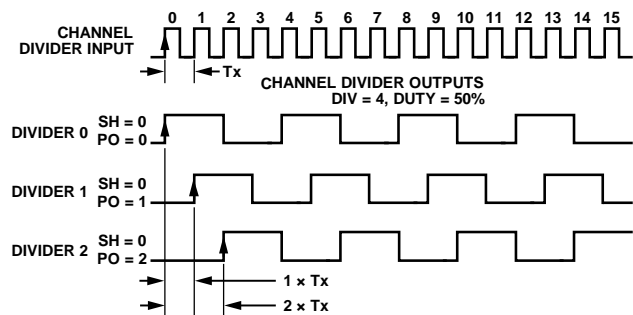 0 1 2 3 4 5 6 7 8 9 10 11 12 13 14 15
CHANNEL
DIVIDER INPUT
Tx
CHANNEL DIVIDER OUTPUTS
DIV = 4, DUTY = 50%
DIVIDER 0 SH = 0
PO = 0
DIVIDER 1 SH = 0
PO = 1
DIVIDER 2 SH = 0
PO = 2
1 × Tx
2 × Tx